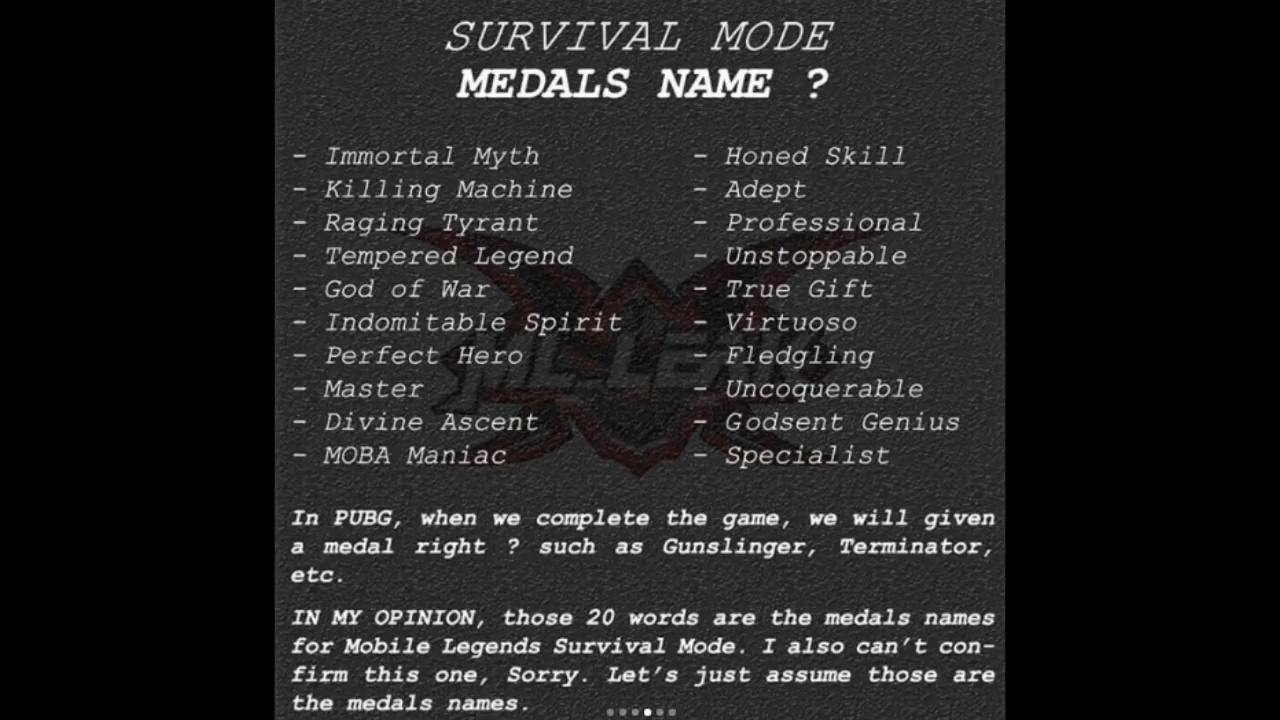 SURVIVAL MODE
MEDALS NAME ?
- Immortal Myth
- Killing Machine
- Raging Tyrant
- Tempered Legend
- God of War
- Indomitable Spirit
- Perfect Hero
- Master
- Divine Ascent
- MOBA Maniac
- Honed Skill
- Adept
- Professional
- Unstoppable
- True Gift
- Virtuoso
- Fledgling
- Uncoquerable
- Godsent Genius
- Specialist
ML LEAK
In PUBG, when we complete the game, we will given
a medal right ? such as Gunslinger, Terminator,
etc.
IN MY OPINION, those 20 words are the medals names
for Mobile Legends Survival Mode. I also can't con-
firm this one, Sorry. Let's just assume those are
the medals names.